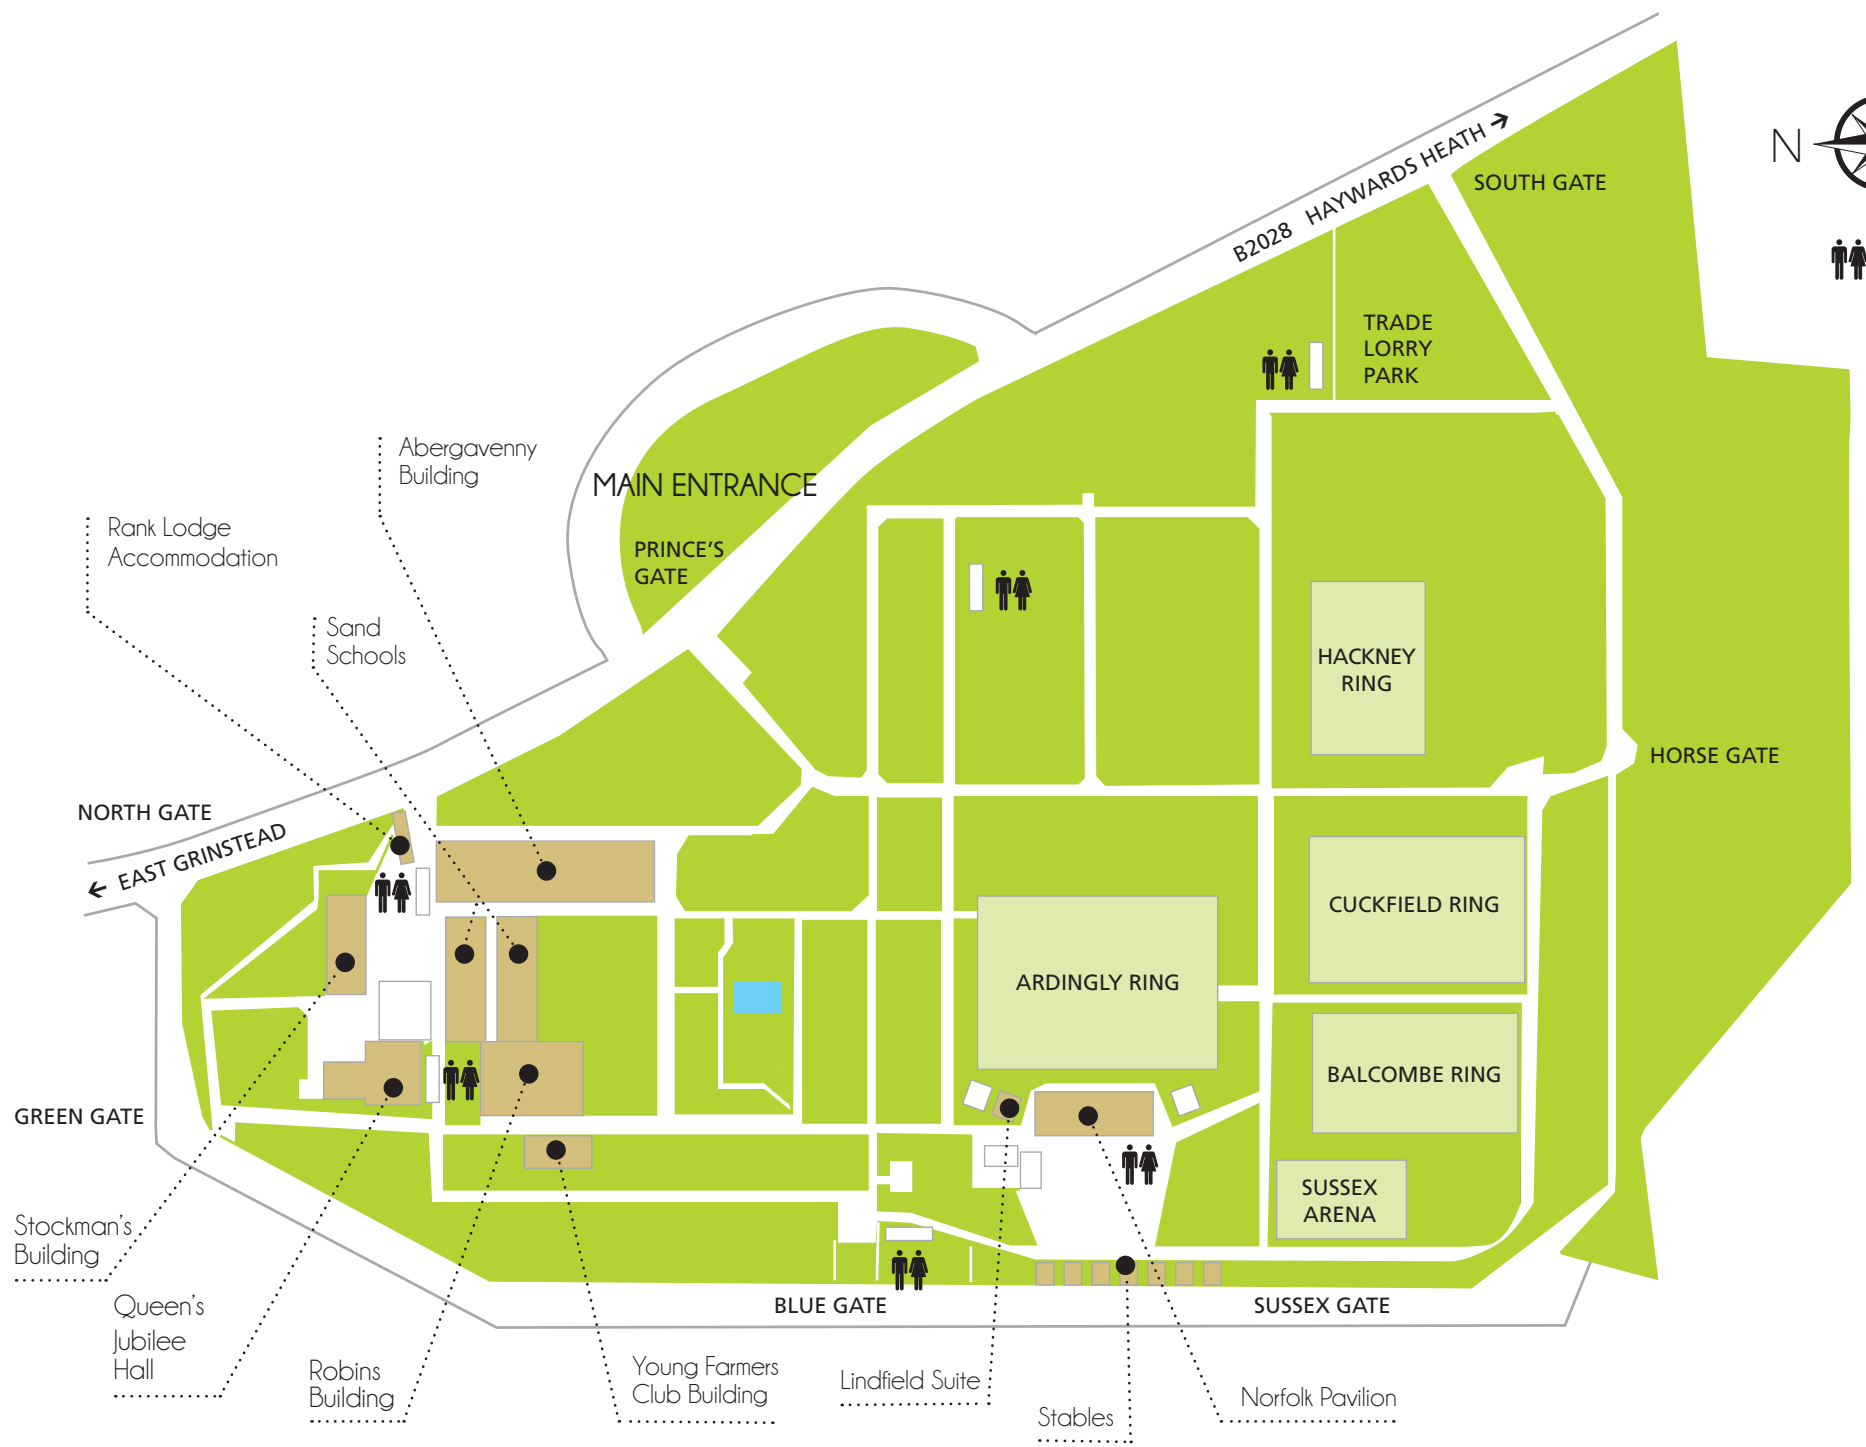 N
B2028 HAYWARDS HEATH →
SOUTH GATE
TRADE
LORRY
PARK
Abergavenny
Building
MAIN ENTRANCE
Rank Lodge
Accommodation
PRINCE'S
GATE
Sand
Schools
HACKNEY
RING
HORSE GATE
NORTH GATE
← EAST GRINSTEAD
CUCKFIELD RING
ARDINGLY RING
BALCOMBE RING
GREEN GATE
SUSSEX
ARENA
Stockman's
Building
BLUE GATE
SUSSEX GATE
Queen's
Jubilee
Hall
Robins
Building
Young Farmers
Club Building
Lindfield Suite
Stables
Norfolk Pavilion